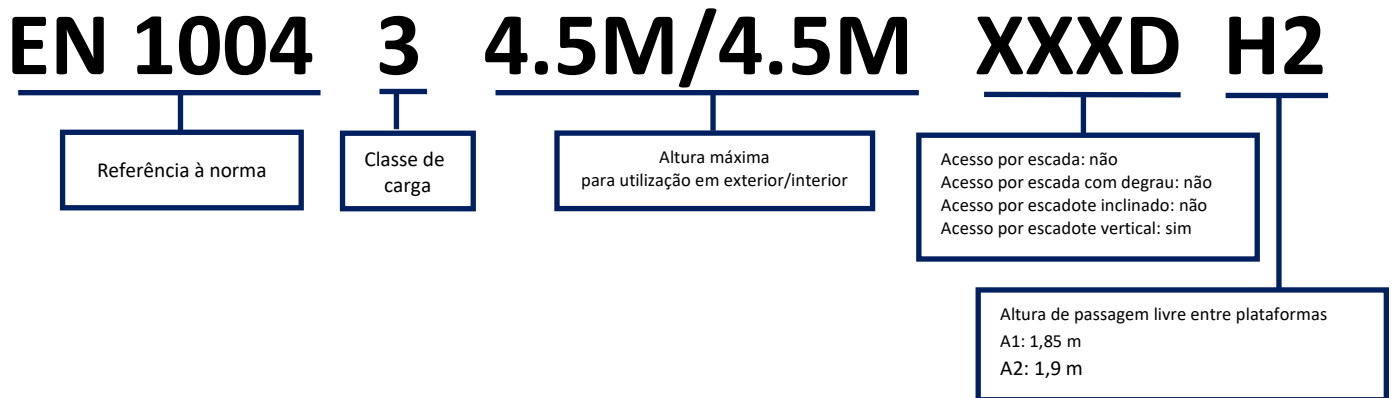 EN 1004 3 4.5M/4.5M XXXD H2
Referência à norma
Classe de
carga
Altura máxima
para utilização em exterior/interior
Acesso por escada: não
Acesso por escada com degrau: não
Acesso por escadote inclinado: não
Acesso por escadote vertical: sim
Altura de passagem livre entre plataformas
A1: 1,85 m
A2: 1,9 m